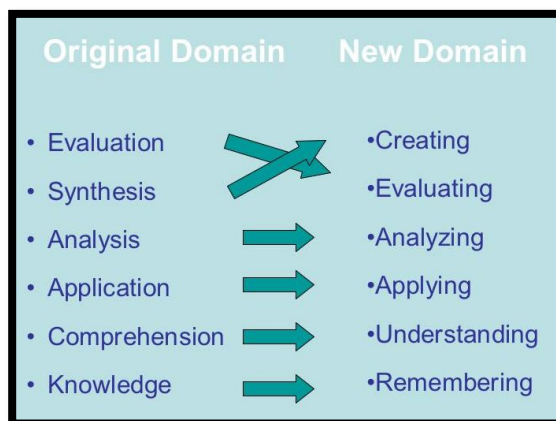 Original Domain New Domain
• Evaluation •Creating
• Synthesis •Evaluating
• Analysis •Analyzing
• Application •Applying
• Comprehension •Understanding
• Knowledge •Remembering